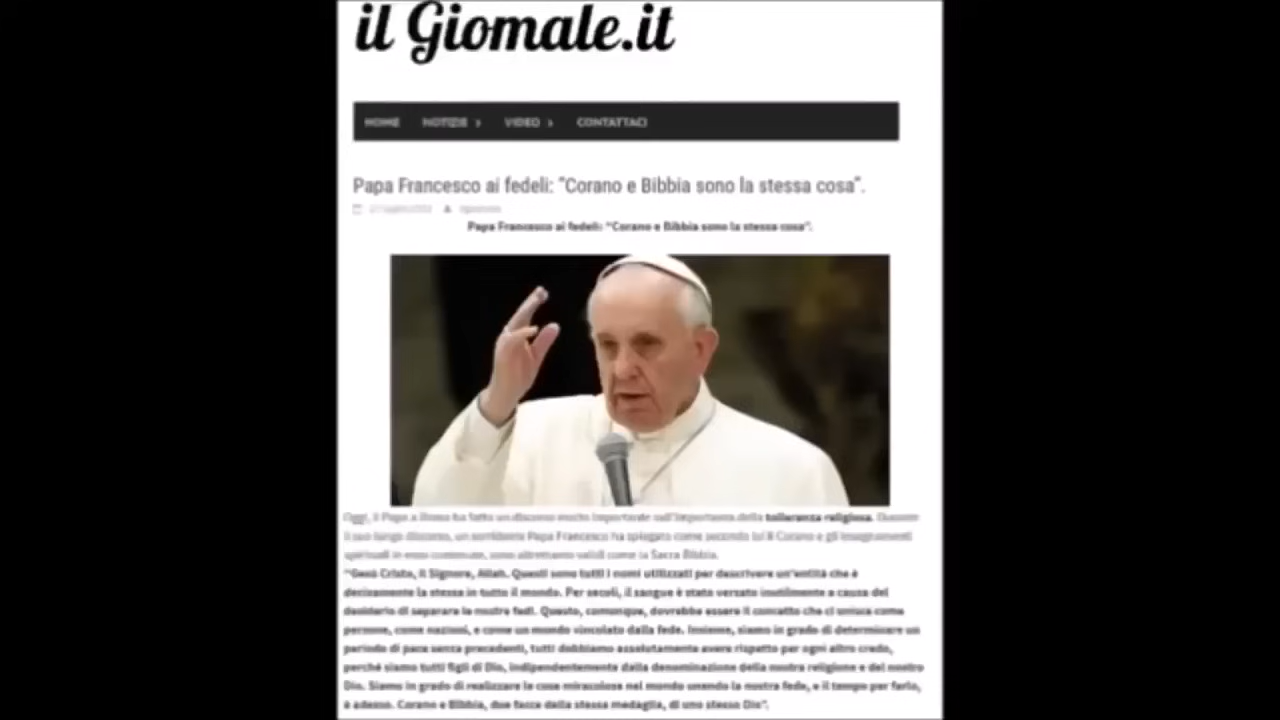 il Giomale.it
HOME NOTIZIE › VIDEO › CONTATTACI
Papa Francesco ai fedeli: “Corano e Bibbia sono la stessa cosa”.
Papa Francesco ai fedeli: “Corano e Bibbia sono la stessa cosa”.
Oggi, il Papa a Roma ha fatto un discorso molto importante sull'importanza della tolleranza religiosa. Durante
il suo lungo discorso, un sorridente Papa Francesco ha spiegato come secondo lui il Corano e gli insegnamenti
spirituali in esso contenute, sono altrettanto validi come la Sacra Bibbia.
“Gesù Cristo, il Signore, Allah. Questi sono tutti i nomi utilizzati per descrivere un'entità che è
decisamente la stessa in tutto il mondo. Per secoli, il sangue è stato versato inutilmente a causa del
desiderio di separare le nostre fedi. Questo, comunque, dovrebbe essere il concetto che ci unisce come
persone, come nazioni, e come un mondo vincolato dalla fede. Insieme, siamo in grado di determinare un
periodo di pace senza precedenti, tutti dobbiamo assolutamente avere rispetto per ogni altro credo,
perché siamo tutti figli di Dio, indipendentemente dalla denominazione della nostra religione e del nostro
Dio. Siamo in grado di realizzare le cose miracolose nel mondo unendo la nostra fede, e il tempo per farlo,
è adesso. Corano e Bibbia, due facce della stessa medaglia, di uno stesso Dio”.